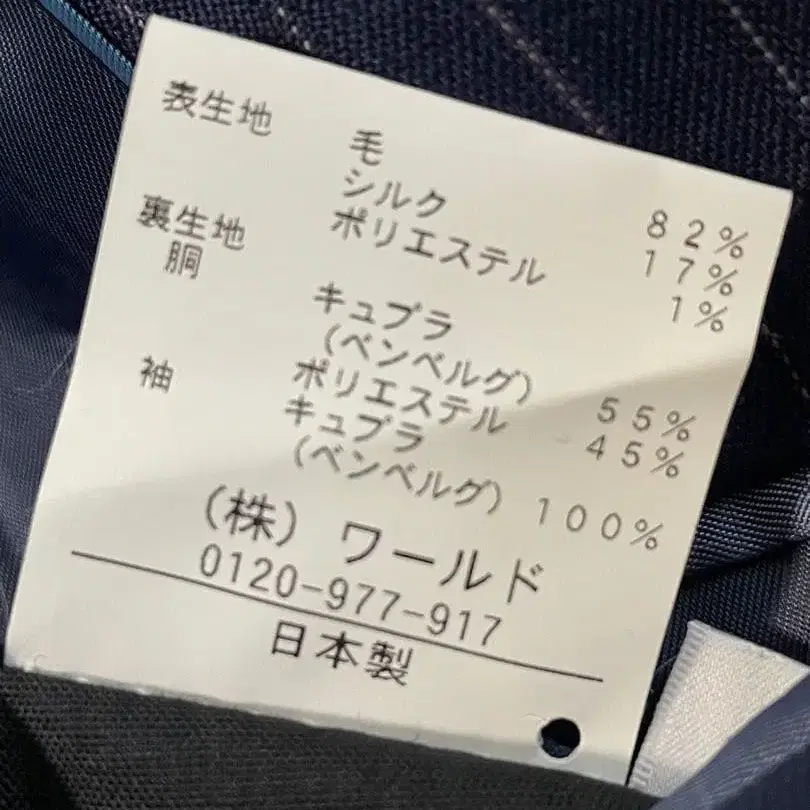 表生地
毛 82%
シルク 17%
ポリエステル 1%
裏生地
胴
キュプラ
(ベンベルグ) 55%
ポリエステル 45%
袖 キュプラ
(ベンベルグ) 100%
(株) ワールド
0120-977-917
日本製